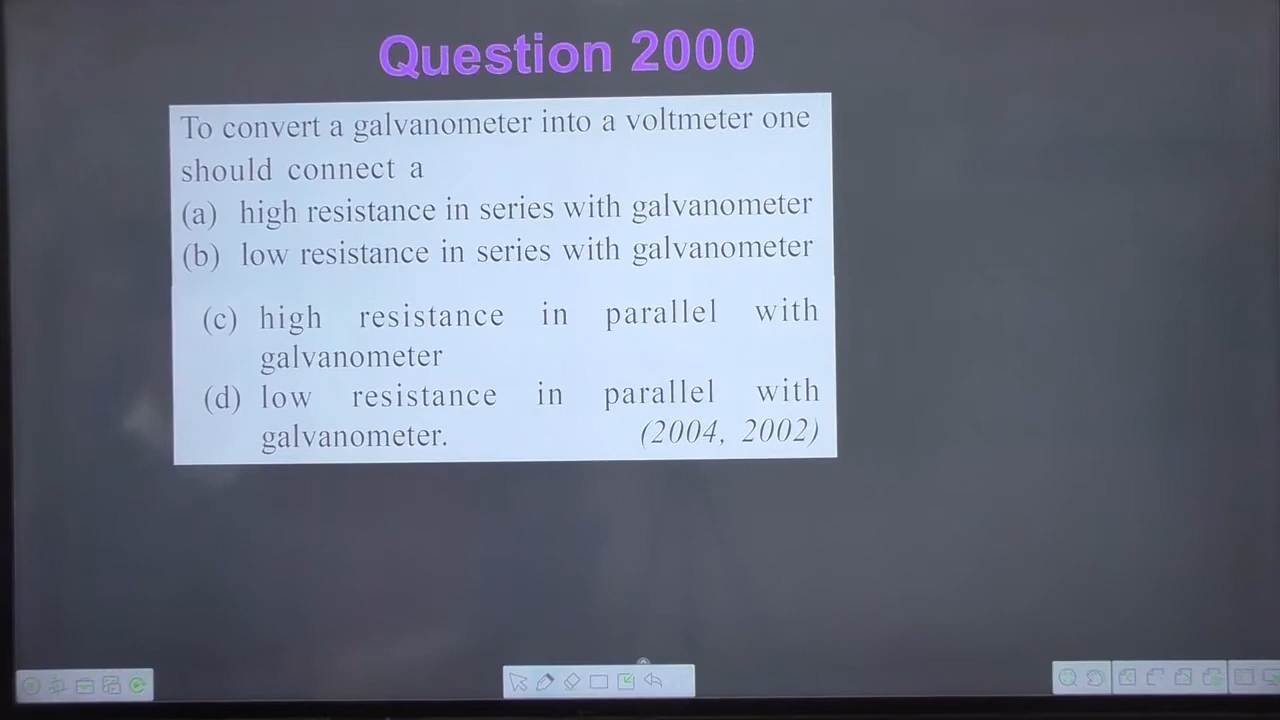 Question 2000
To convert a galvanometer into a voltmeter one
should connect a
(a) high resistance in series with galvanometer
(b) low resistance in series with galvanometer
(c) high resistance in parallel with
galvanometer
(d) low resistance in parallel with
galvanometer. (2004, 2002)